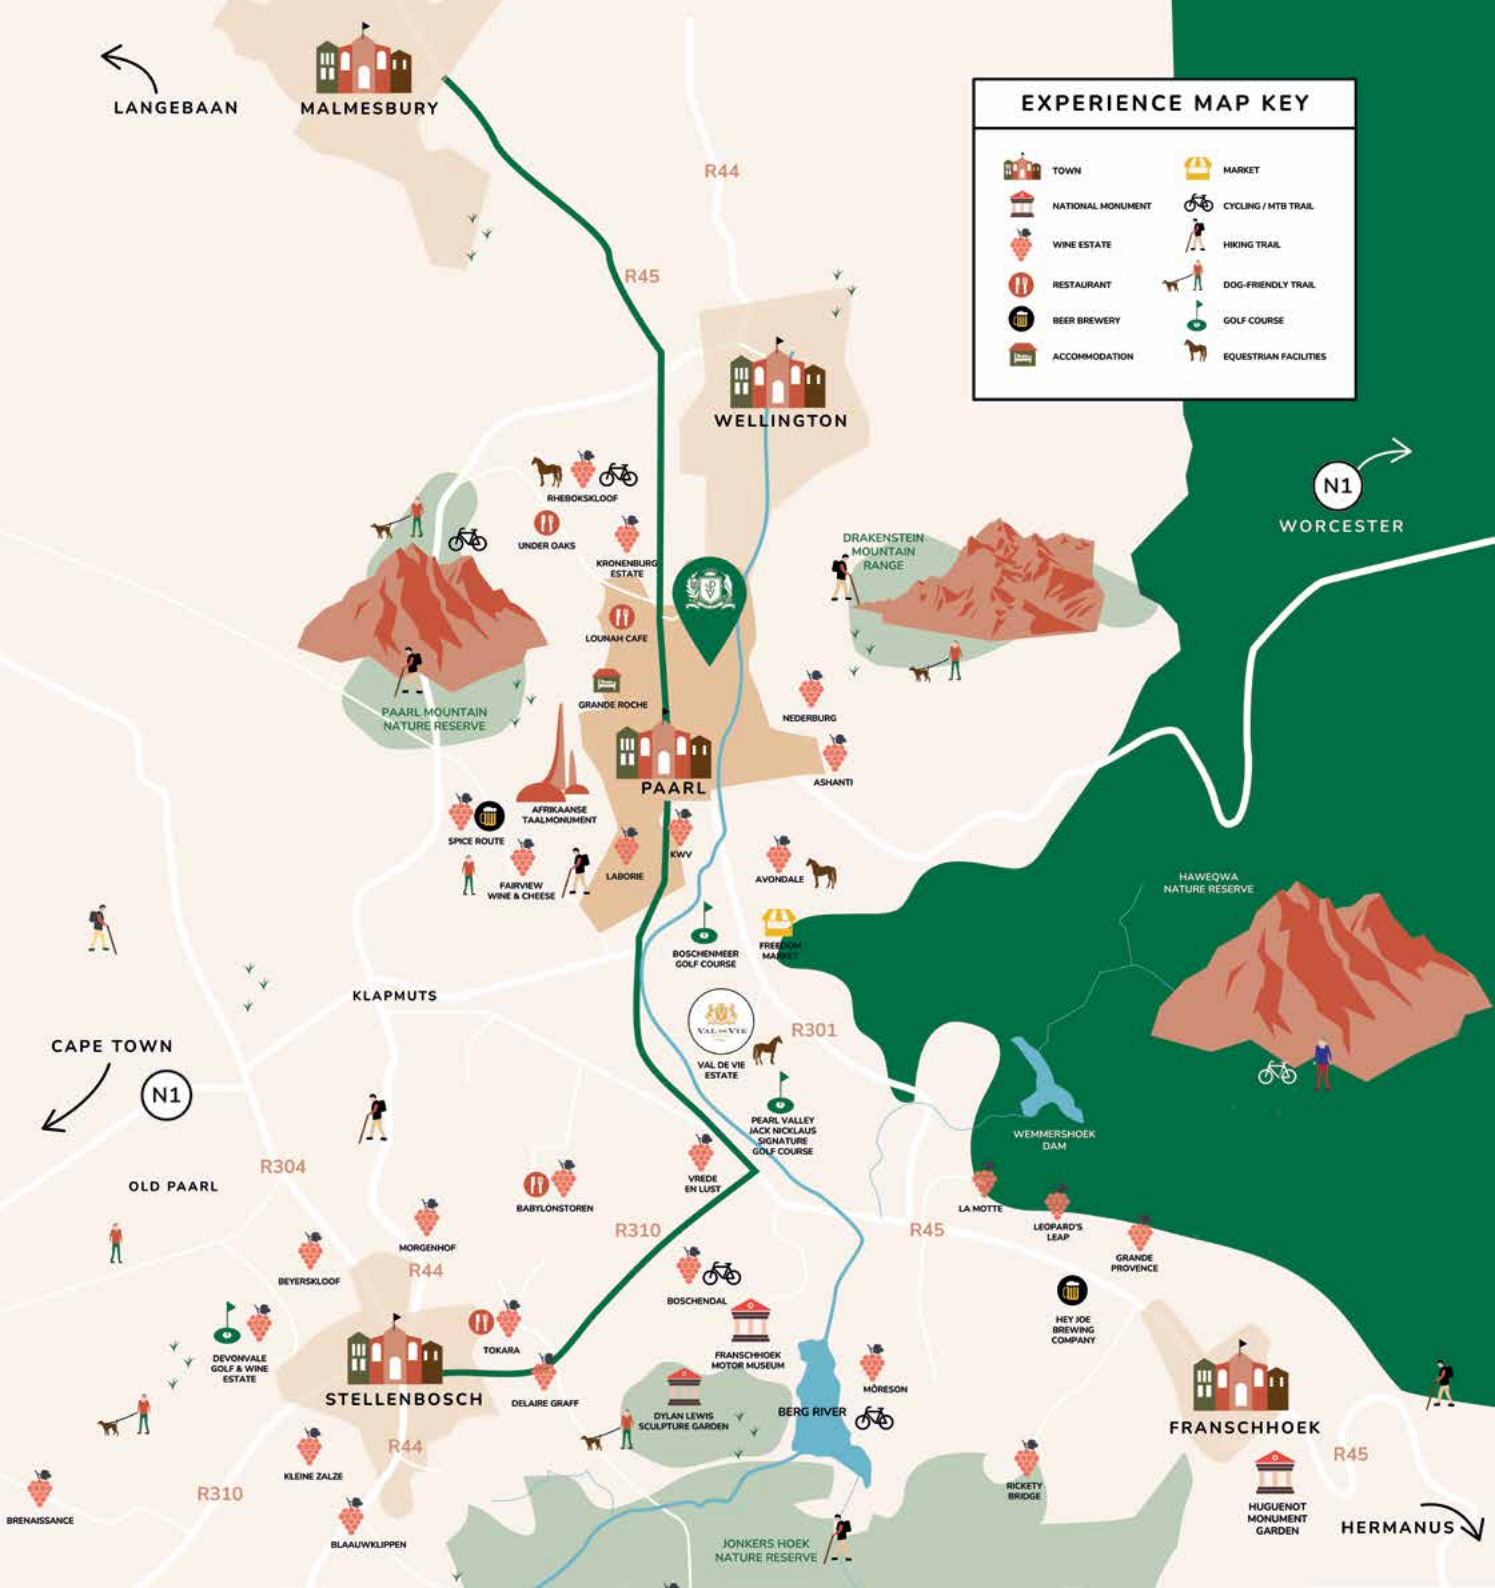 LANGEBAAN
MALMESBURY
EXPERIENCE MAP KEY
TOWN
MARKET
NATIONAL MONUMENT
CYCLING / MTB TRAIL
WINE ESTATE
HIKING TRAIL
RESTAURANT
DOG-FRIENDLY TRAIL
BEER BREWERY
GOLF COURSE
ACCOMMODATION
EQUESTRIAN FACILITIES
R44
R45
WELLINGTON
N1
WORCESTER
RHEBOKSKLOOF
UNDER OAKS
KRONENBURG
ESTATE
DRAKENSTEIN
MOUNTAIN
RANGE
LOUNAH CAFE
GRANDE ROCHE
PAARL MOUNTAIN
NATURE RESERVE
NEDERBURG
ASHANTI
PAARL
AFRIKAANSE
TAALMONUMENT
SPICE ROUTE
KWV
LABORIE
FAIRVIEW
WINE & CHEESE
AVONDALE
HAWEQWA
NATURE RESERVE
BOSCHENMEER
GOLF COURSE
FREEDOM
MARKET
KLAPMUTS
VAL DE VIE
VAL DE VIE
ESTATE
R301
CAPE TOWN
N1
PEARL VALLEY
JACK NICKLAUS
SIGNATURE
GOLF COURSE
WEMMERSHOEK
DAM
R304
OLD PAARL
VREDE
EN LUST
BABYLONSTOREN
LA MOTTE
LEOPARD'S
LEAP
GRANDE
PROVENCE
R310
R45
MORGENHOF
BEYERSKLOOF
R44
BOSCHENDAL
HEY JOE
BREWING
COMPANY
DEVONVALE
GOLF & WINE
ESTATE
TOKARA
FRANSCHHOEK
MOTOR MUSEUM
MÔRESON
STELLENBOSCH
DELAIRE GRAFF
DYLAN LEWIS
SCULPTURE GARDEN
BERG RIVER
FRANSCHHOEK
R44
R45
KLEINE ZALZE
R310
RICKETY
BRIDGE
BRENAISSANCE
BLAAUWKLIPPEN
HUGUENOT
MONUMENT
GARDEN
HERMANUS
JONKERS HOEK
NATURE RESERVE